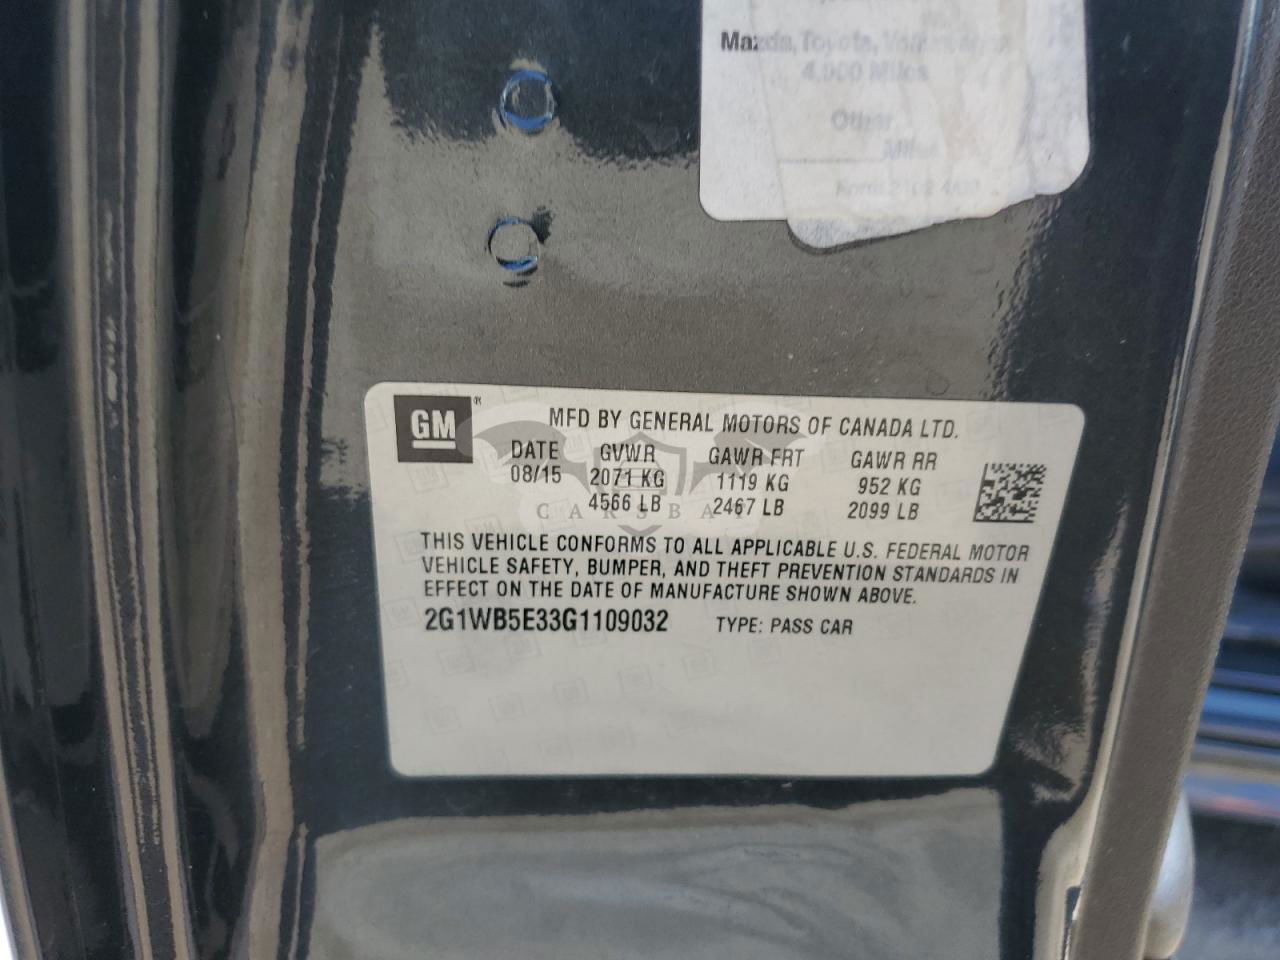 Mazda, Toyota, Volkswagen
4,000 Miles
Other
Miles
GM®
MFD BY GENERAL MOTORS OF CANADA LTD.
DATE GVWR GAWR FRT GAWR RR
08/15 2071 KG 1119 KG 952 KG
4566 LB 2467 LB 2099 LB
CARSBAT
THIS VEHICLE CONFORMS TO ALL APPLICABLE U.S. FEDERAL MOTOR
VEHICLE SAFETY, BUMPER, AND THEFT PREVENTION STANDARDS IN
EFFECT ON THE DATE OF MANUFACTURE SHOWN ABOVE.
2G1WB5E33G1109032 TYPE: PASS CAR